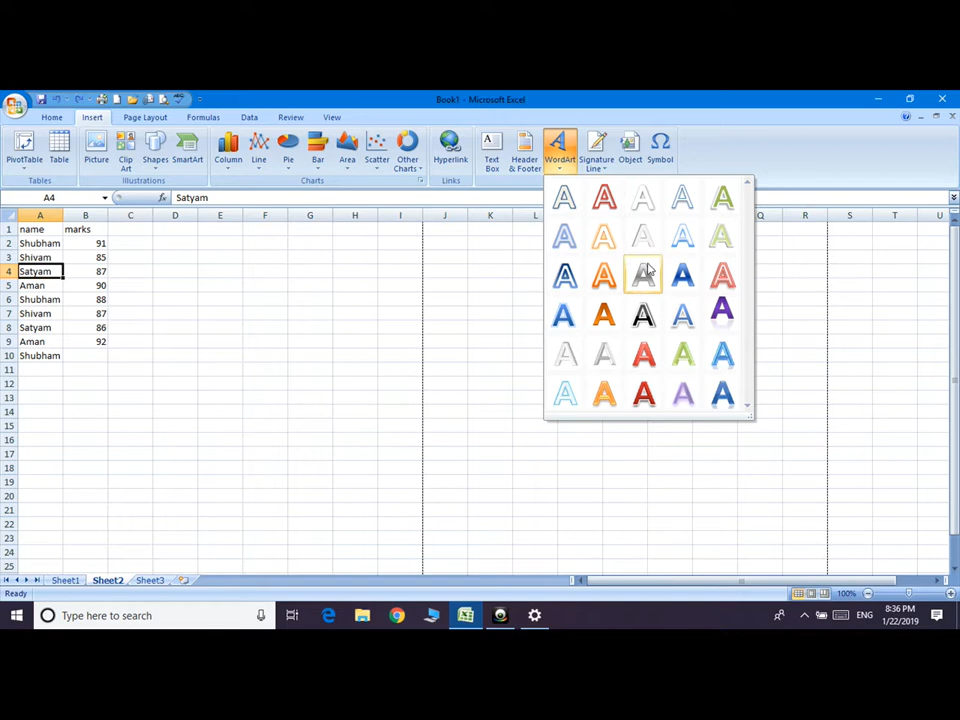 Book1 - Microsoft Excel
Home Insert Page Layout Formulas Data Review View
PivotTable Table Picture Clip Art Shapes SmartArt Column Line Pie Bar Area Scatter Other Charts Hyperlink Text Box Header & Footer WordArt Signature Line Object Symbol
Tables Illustrations Charts Links
A4 fx Satyam
A B C D E F G H I J K L Q R S T U
1 name marks
2 Shubham 91
3 Shivam 85
4 Satyam 87
5 Aman 90
6 Shubham 88
7 Shivam 87
8 Satyam 86
9 Aman 92
10 Shubham
11
12
13
14
15
16
17
18
19
20
21
22
23
24
25
A A A A A
A A A A A
A A A A A
A A A A A
A A A A A
A A A A A
Sheet1 Sheet2 Sheet3
Ready 100%
Type here to search ENG 8:36 PM
1/22/2019